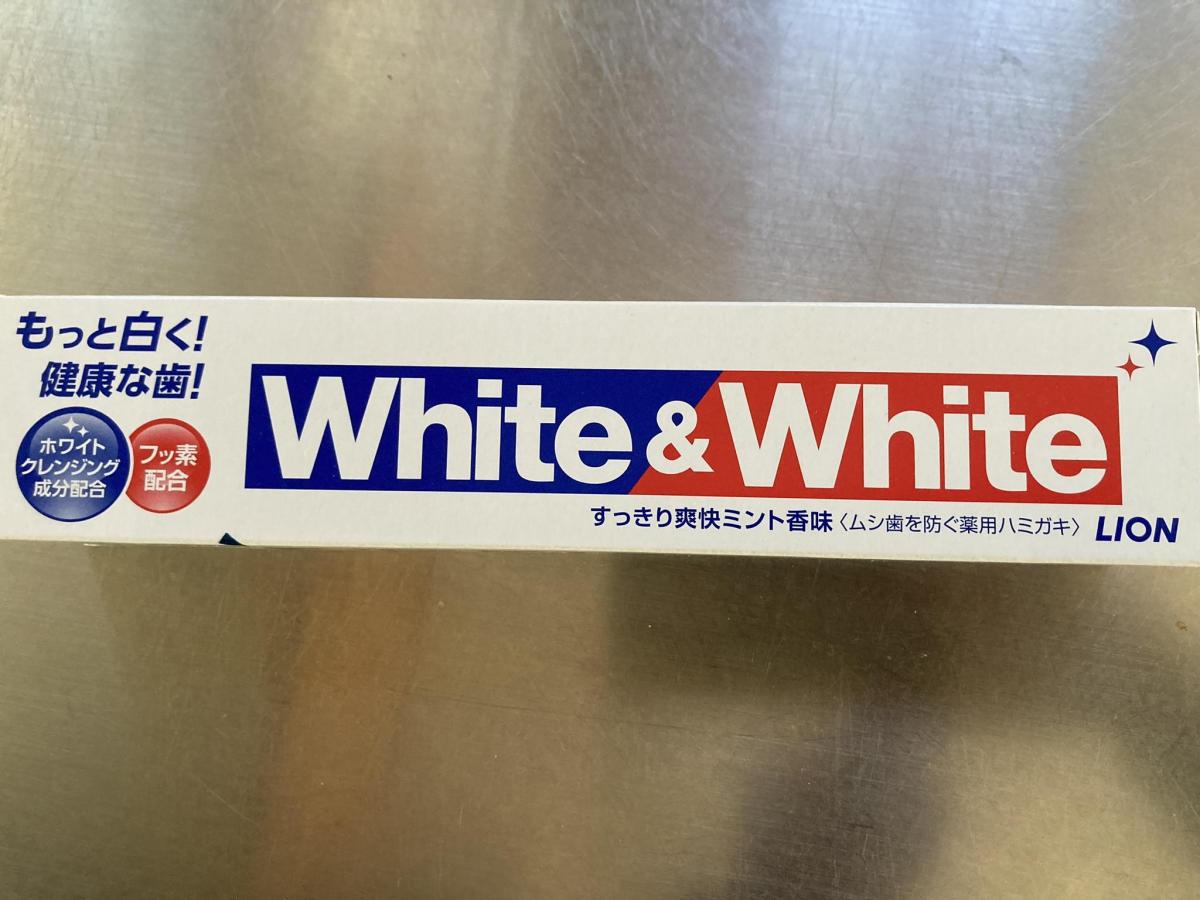 もっと白く!
健康な歯!
ホワイト
クレンジング
成分配合
フッ素
配合
White & White
すっきり爽快ミント香味〈ムシ歯を防ぐ薬用ハミガキ〉 LION